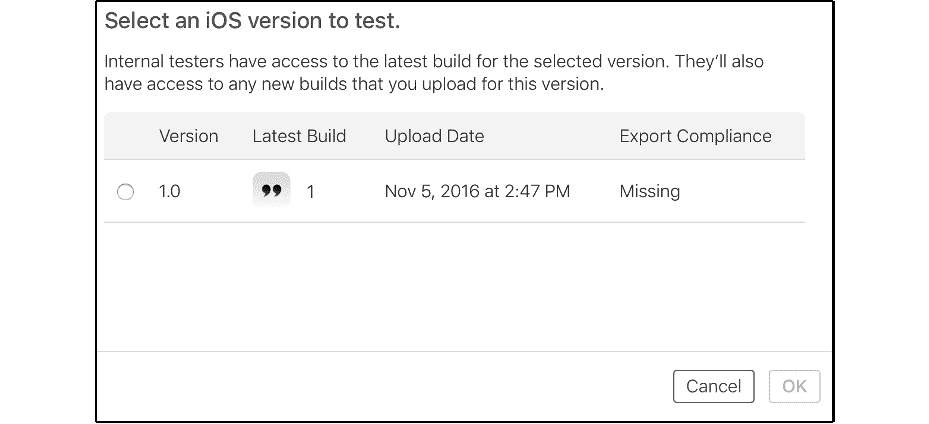 Select an iOS version to test.
Internal testers have access to the latest build for the selected version. They'll also
have access to any new builds that you upload for this version.
Version Latest Build Upload Date Export Compliance
1.0 1 Nov 5, 2016 at 2:47 PM Missing
Cancel OK